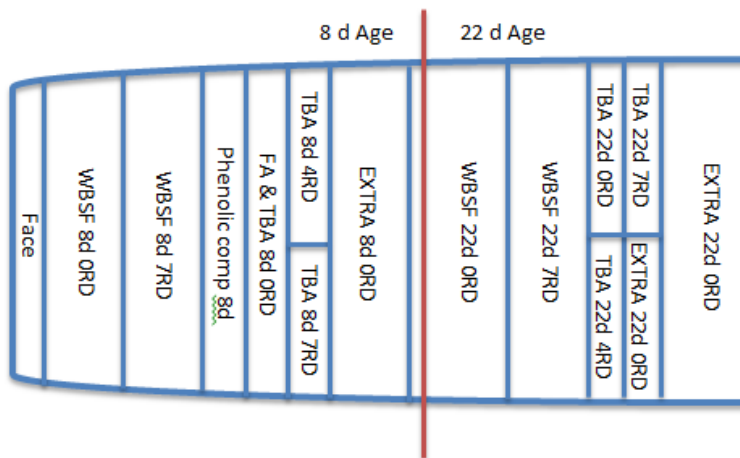 8 d Age
22 d Age
Face
WBSF 8d 0RD
WBSF 8d 7RD
Phenolic comp 8d
FA & TBA 8d 0RD
TBA 8d 4RD
TBA 8d 7RD
EXTRA 8d 0RD
WBSF 22d 0RD
WBSF 22d 7RD
TBA 22d 0RD
TBA 22d 4RD
TBA 22d 7RD
EXTRA 22d 0RD
EXTRA 22d 0RD